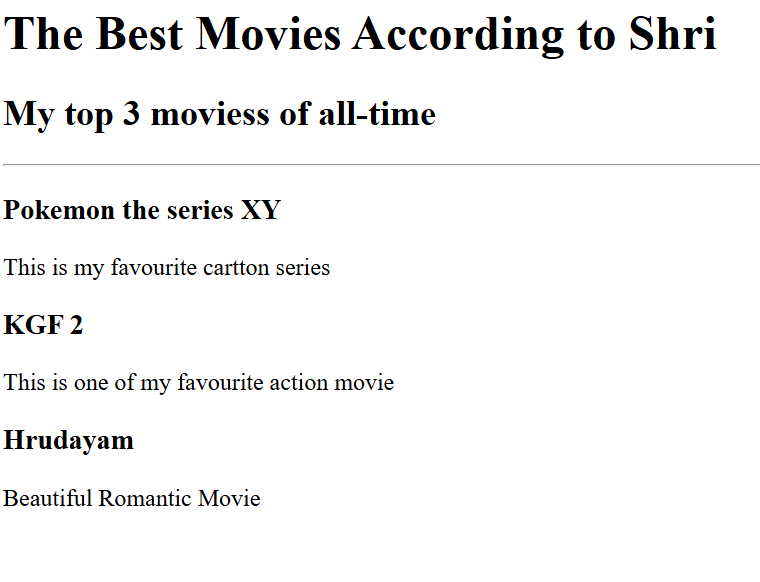 The Best Movies According to Shri
My top 3 moviess of all-time
Pokemon the series XY
This is my favourite cartton series
KGF 2
This is one of my favourite action movie
Hrudayam
Beautiful Romantic Movie